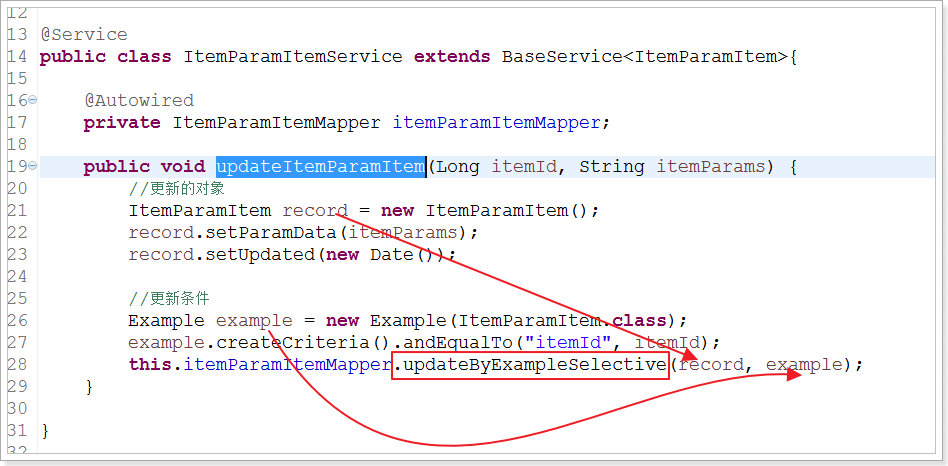 12
13 @Service
14 public class ItemParamItemService extends BaseService<ItemParamItem>{
15
16 @Autowired
17 private ItemParamItemMapper itemParamItemMapper;
18
19 public void updateItemParamItem(Long itemId, String itemParams) {
20 //更新的对象
21 ItemParamItem record = new ItemParamItem();
22 record.setParamData(itemParams);
23 record.setUpdated(new Date());
24
25 //更新条件
26 Example example = new Example(ItemParamItem.class);
27 example.createCriteria().andEqualTo("itemId", itemId);
28 this.itemParamItemMapper.updateByExampleSelective(record, example);
29 }
30
31 }
32